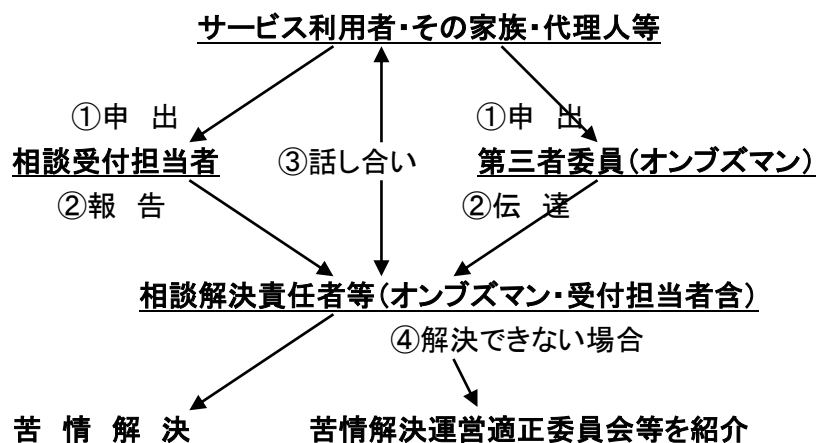 サービス利用者・その家族・代理人等
①申　出　①申　出
相談受付担当者　③話し合い　第三者委員（オンブズマン）
②報　告　②伝　達
相談解決責任者等（オンブズマン・受付担当者含）
④解決できない場合
苦　情　解　決　苦情解決運営適正委員会等を紹介